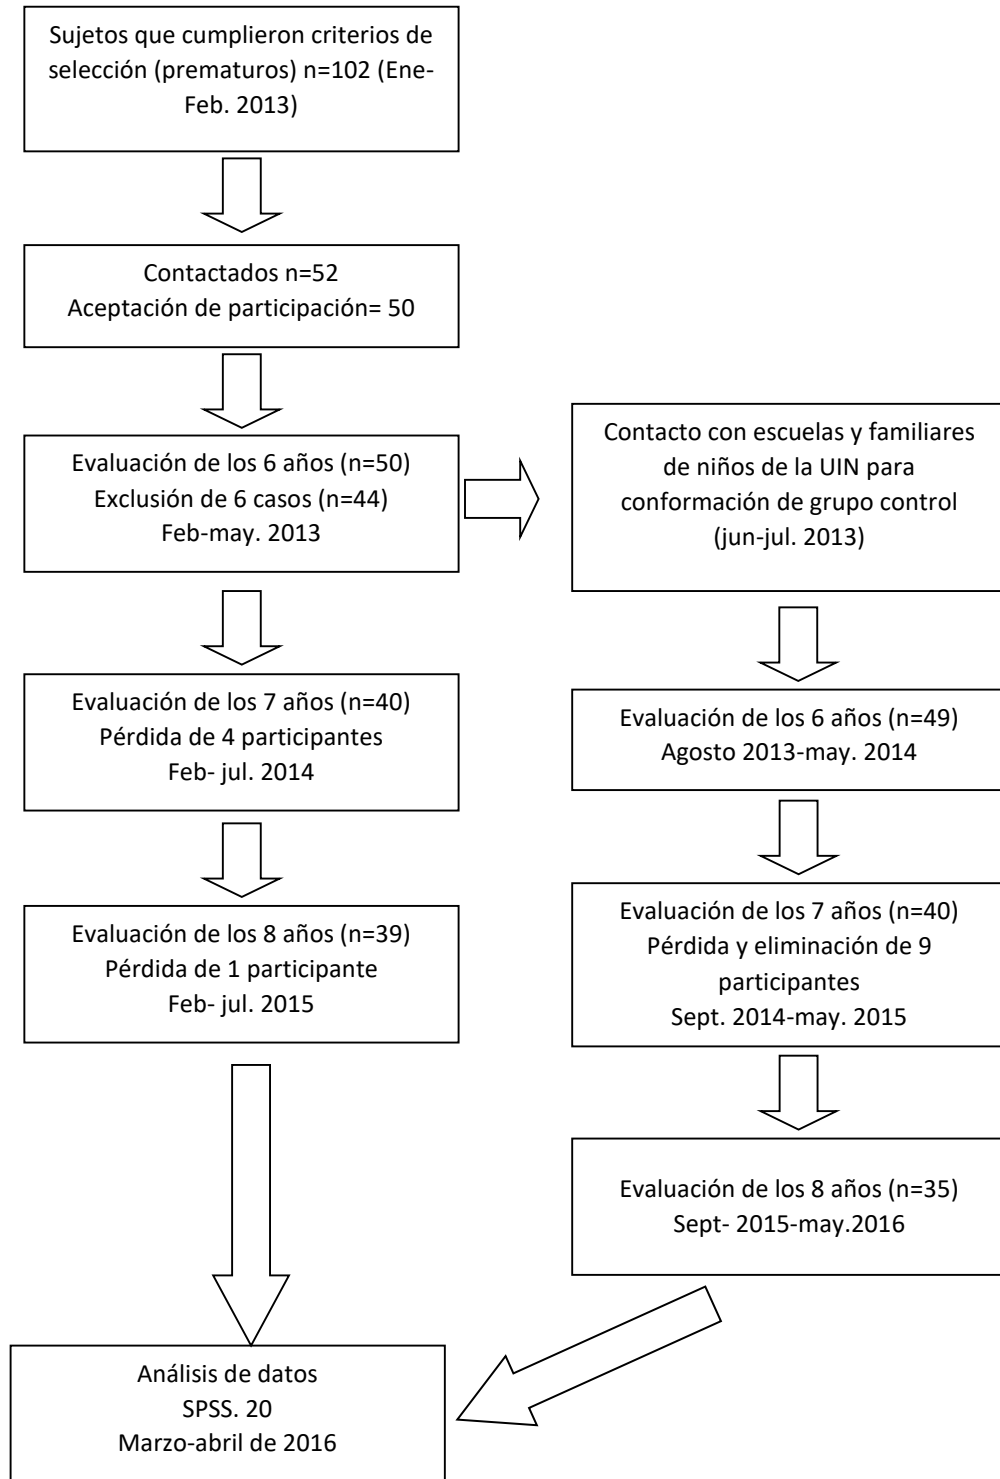 Sujetos que cumplieron criterios de
selección (prematuros) n=102 (Ene-
Feb. 2013)
Contactados n=52
Aceptación de participación= 50
Evaluación de los 6 años (n=50)
Exclusión de 6 casos (n=44)
Feb-may. 2013
Evaluación de los 7 años (n=40)
Pérdida de 4 participantes
Feb- jul. 2014
Evaluación de los 8 años (n=39)
Pérdida de 1 participante
Feb- jul. 2015
Contacto con escuelas y familiares
de niños de la UIN para
conformación de grupo control
(jun-jul. 2013)
Evaluación de los 6 años (n=49)
Agosto 2013-may. 2014
Evaluación de los 7 años (n=40)
Pérdida y eliminación de 9
participantes
Sept. 2014-may. 2015
Evaluación de los 8 años (n=35)
Sept- 2015-may.2016
Análisis de datos
SPSS. 20
Marzo-abril de 2016